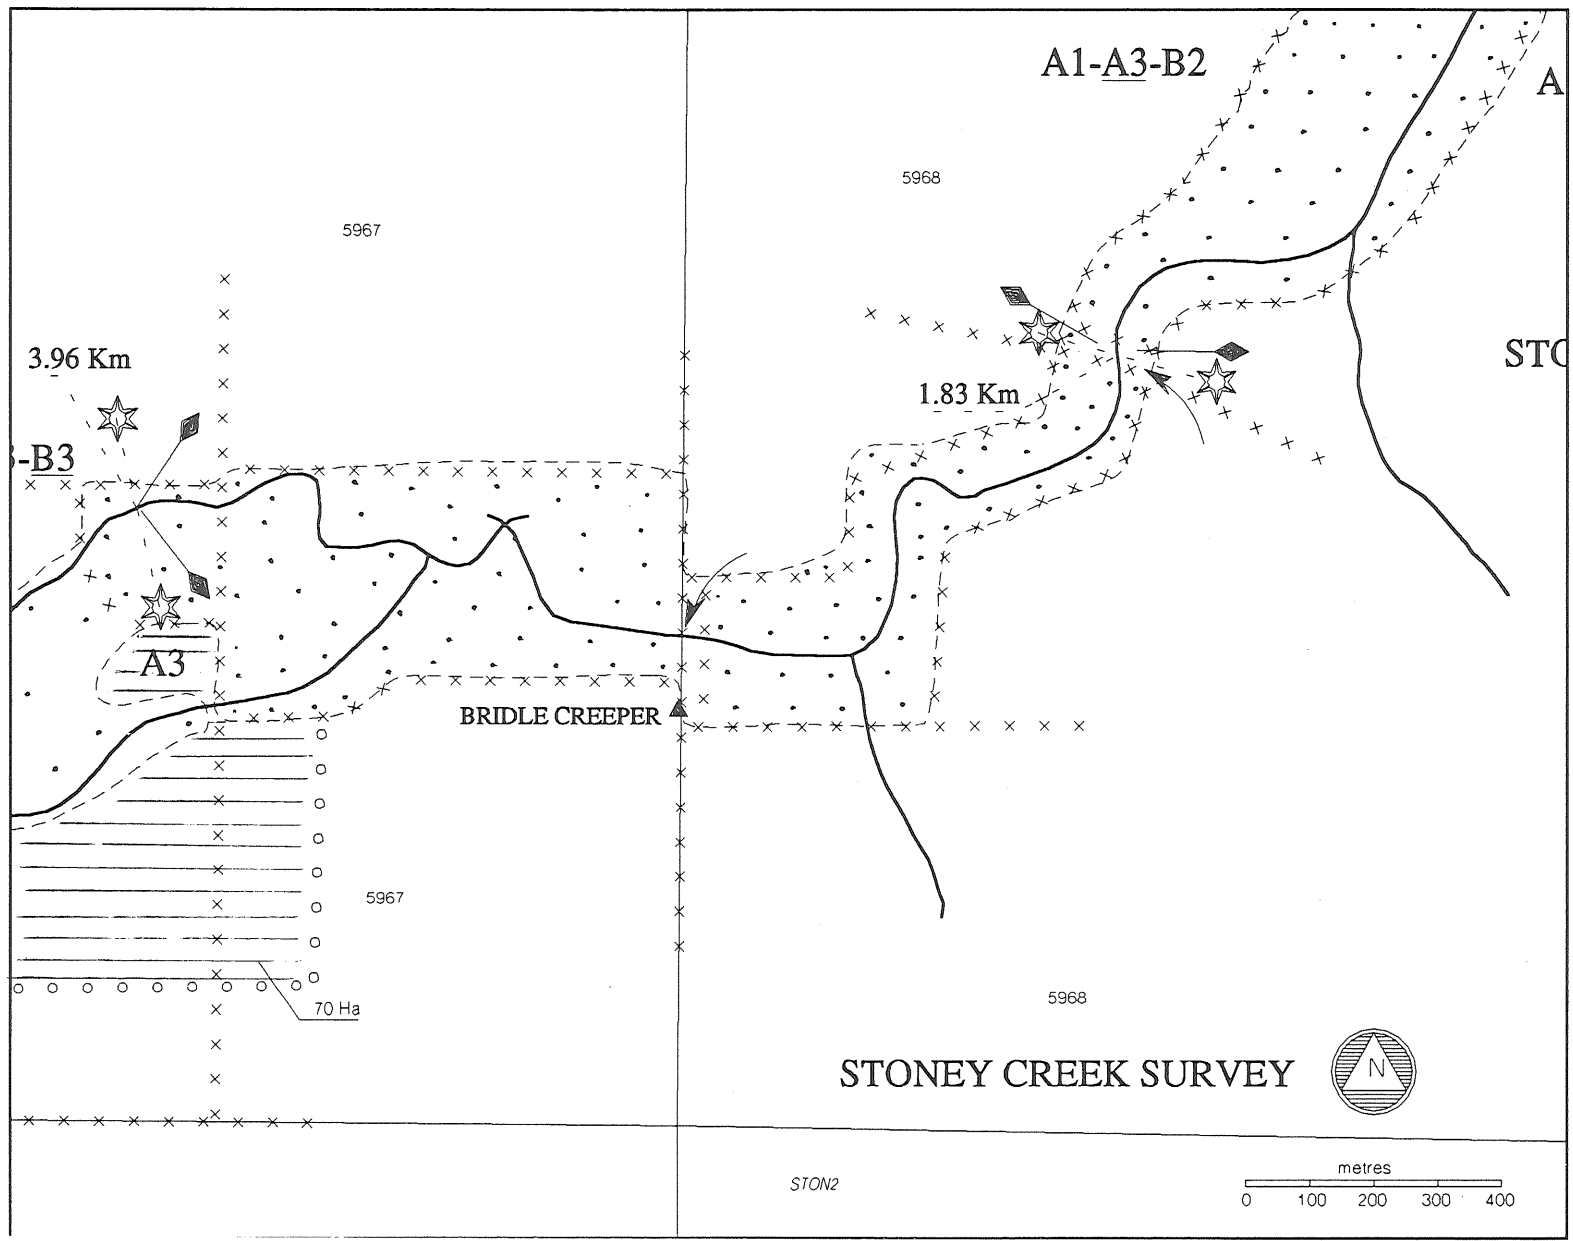 A1-A3-B2
A
5968
5967
3.96 Km
STO
1.83 Km
-B3
A3
BRIDLE CREEPER
5967
70 Ha
5968
STONEY CREEK SURVEY
N
metres
0 100 200 300 400
STON2